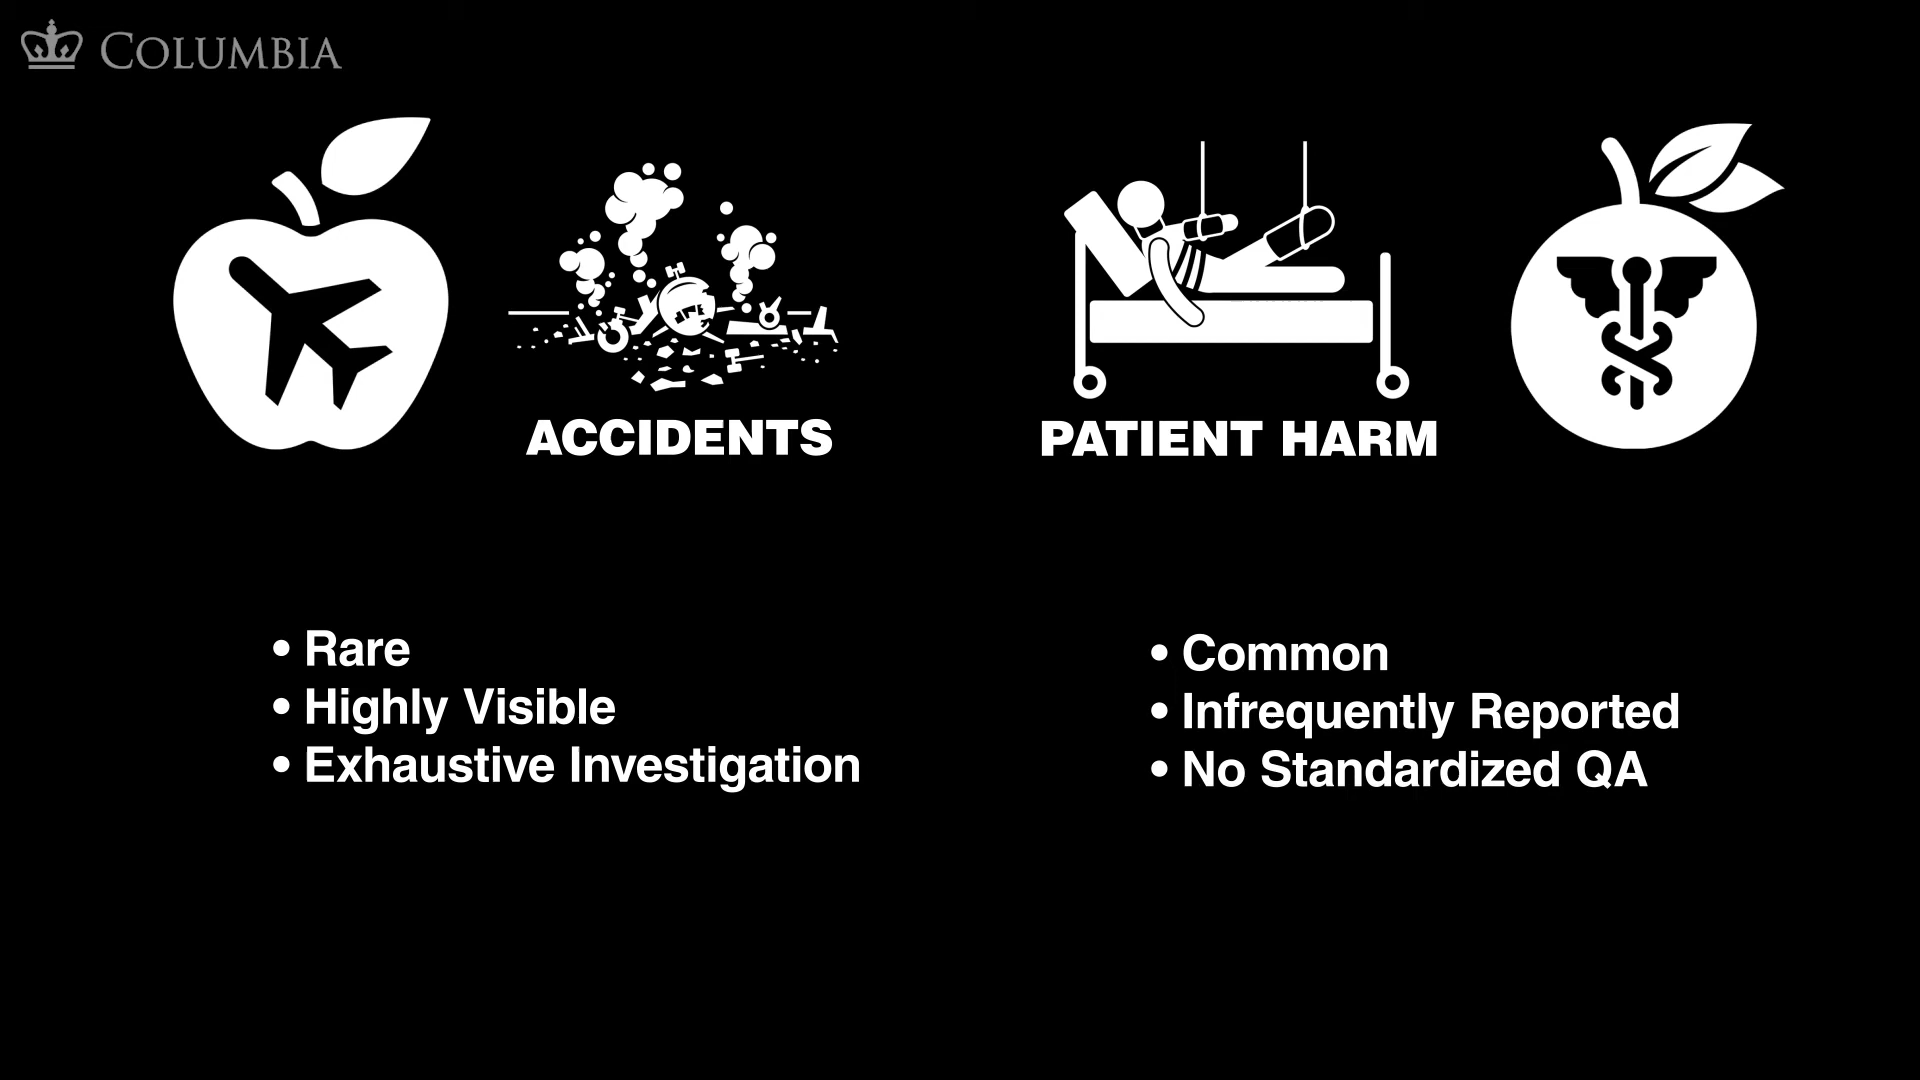 COLUMBIA
ACCIDENTS
PATIENT HARM
• Rare
• Highly Visible
• Exhaustive Investigation
• Common
• Infrequently Reported
• No Standardized QA